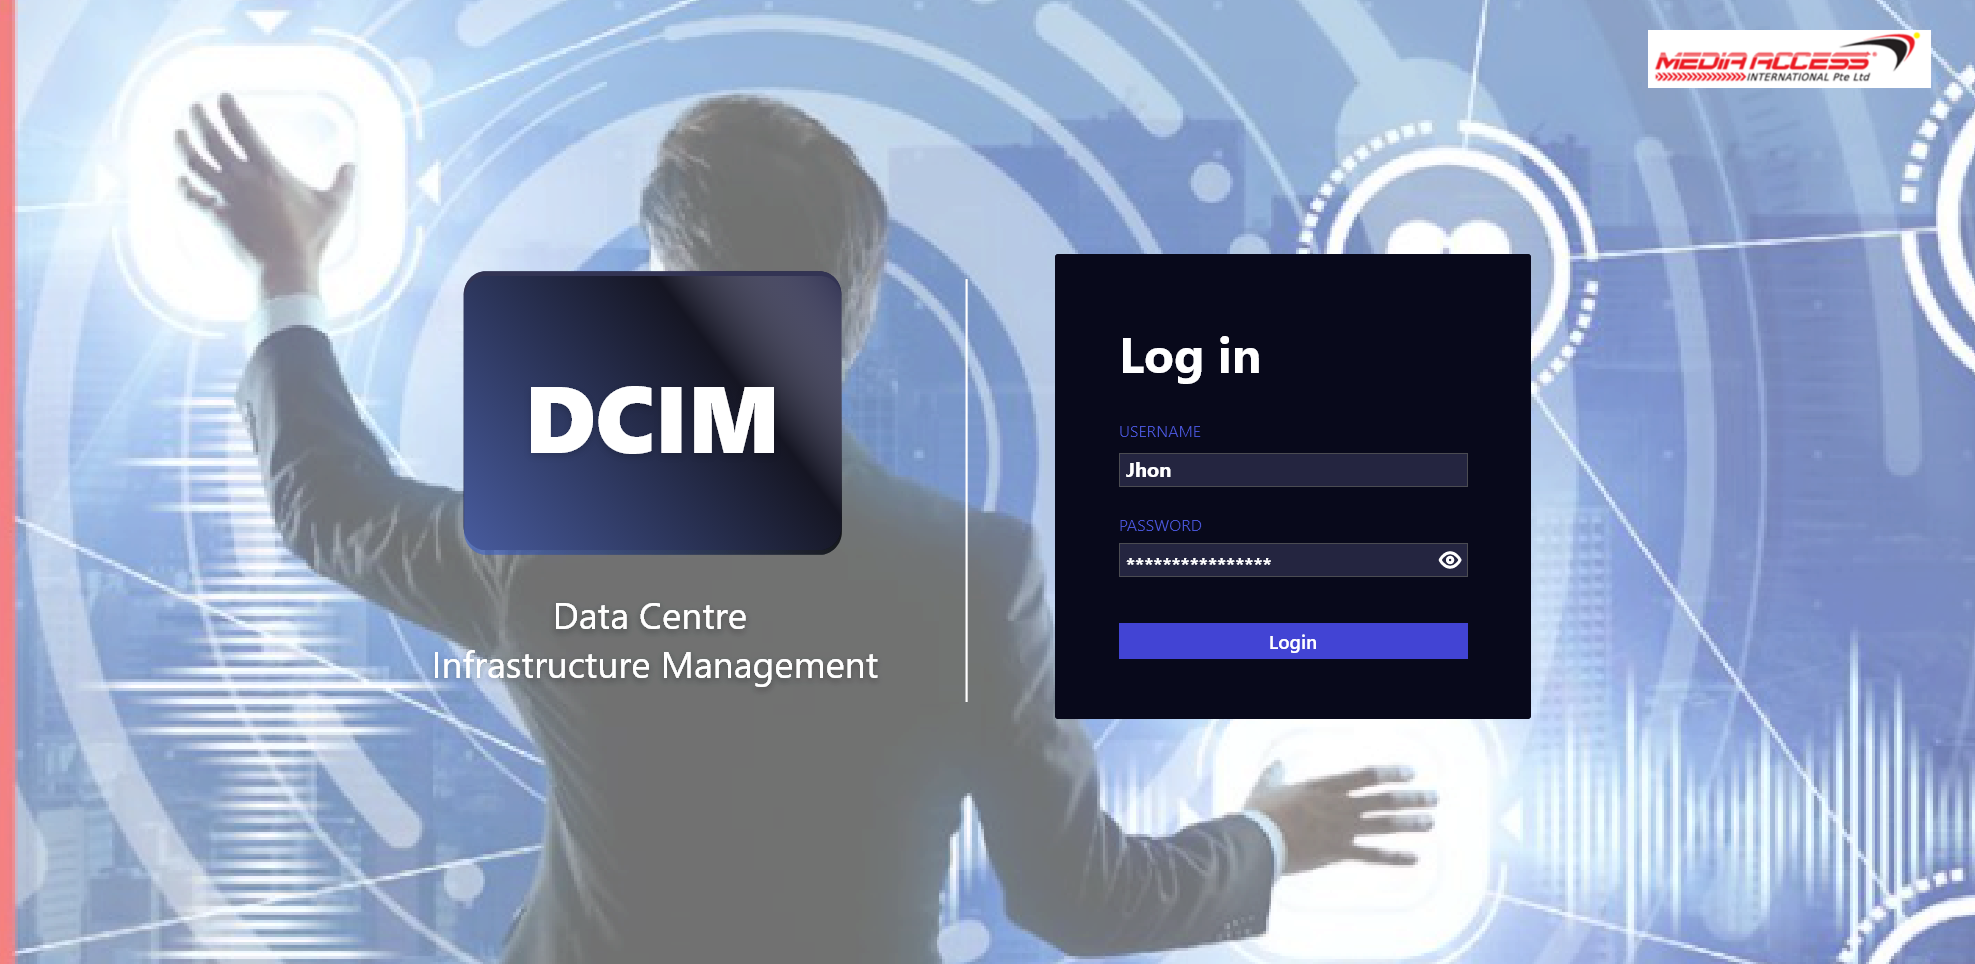 MEDIA ACCESS
INTERNATIONAL Pte Ltd
DCIM
Data Centre
Infrastructure Management
Log in
USERNAME
Jhon
PASSWORD
****************
Login